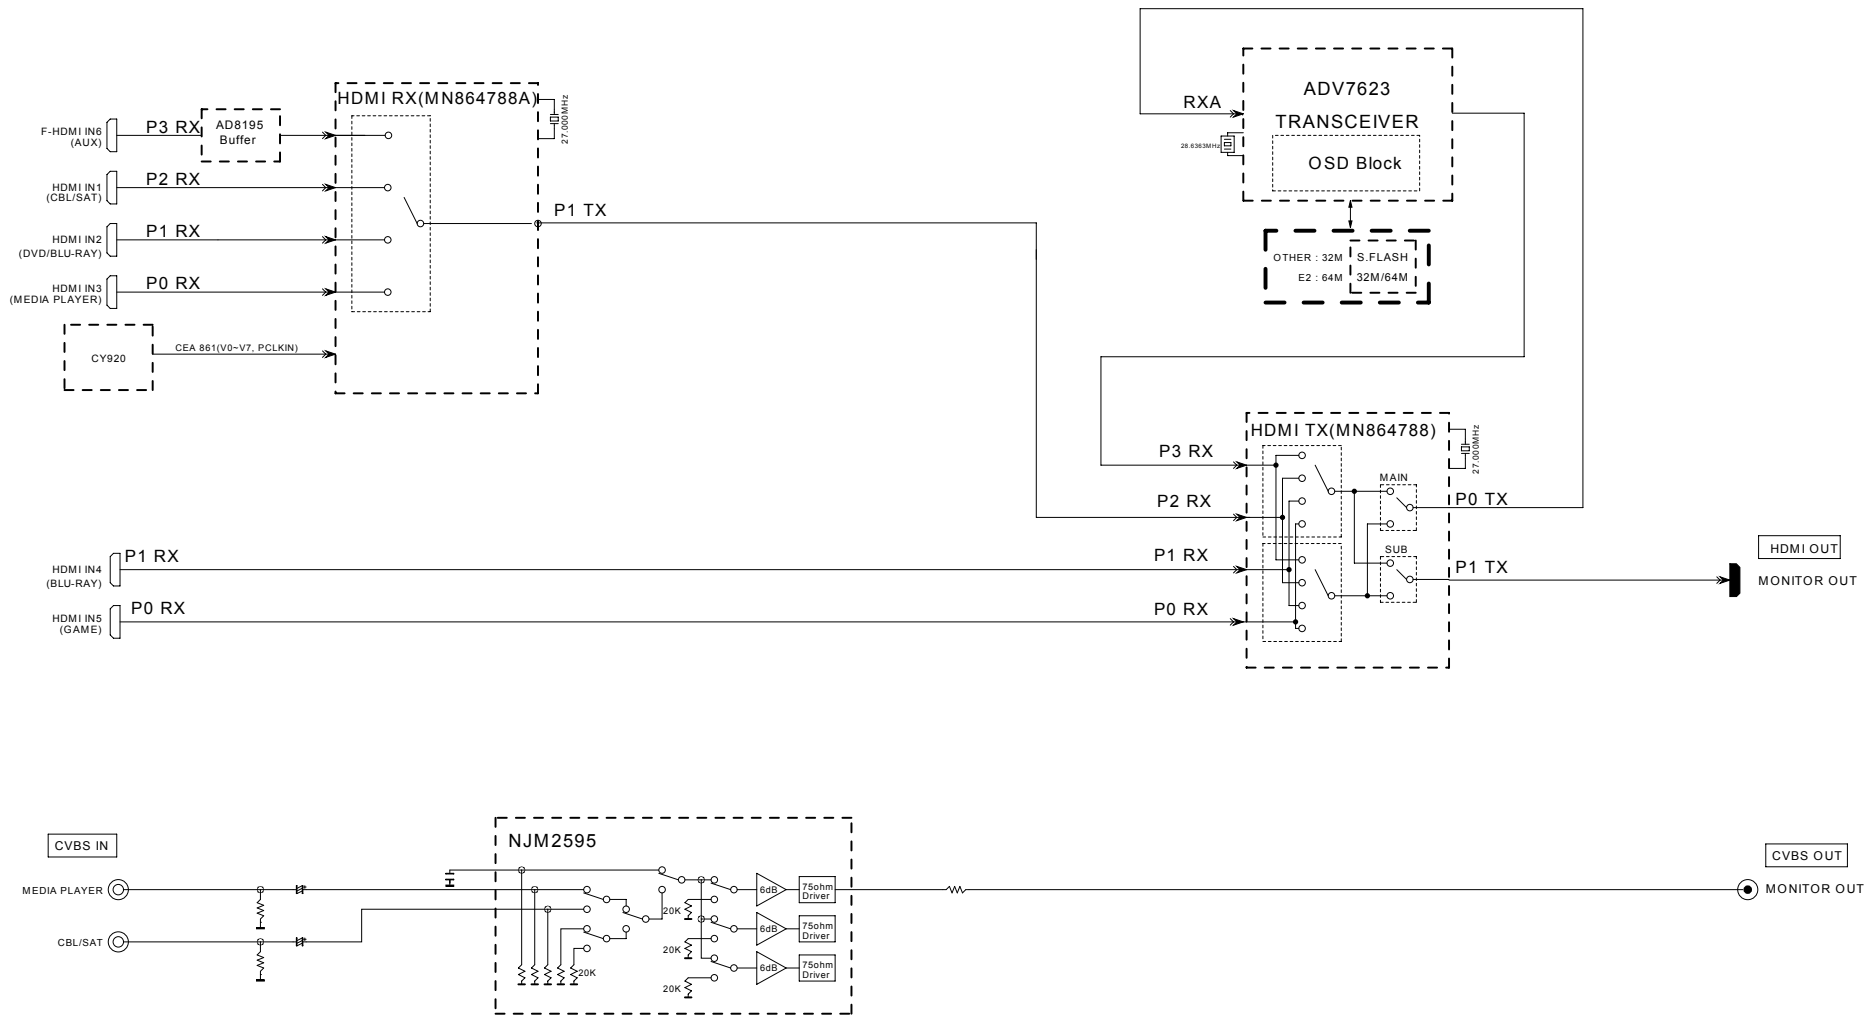 HDMI RX(MN864788A)
27.000MHz
F-HDMI IN6
(AUX)
P3 RX
AD8195
Buffer
HDMI IN1
(CBL/SAT)
P2 RX
HDMI IN2
(DVD/BLU-RAY)
P1 RX
HDMI IN3
(MEDIA PLAYER)
P0 RX
CY920
CEA 861(V0~V7, PCLKIN)
P1 TX
RXA
28.6363MHz
ADV7623
TRANSCEIVER
OSD Block
OTHER : 32M
E2 : 64M
S.FLASH
32M/64M
HDMI TX(MN864788)
27.000MHz
P3 RX
P2 RX
P1 RX
P0 RX
MAIN
SUB
P0 TX
P1 TX
HDMI OUT
MONITOR OUT
HDMI IN4
(BLU-RAY)
P1 RX
HDMI IN5
(GAME)
P0 RX
CVBS IN
MEDIA PLAYER
CBL/SAT
NJM2595
20K
20K
20K
20K
6dB
75ohm
Driver
6dB
75ohm
Driver
6dB
75ohm
Driver
CVBS OUT
MONITOR OUT